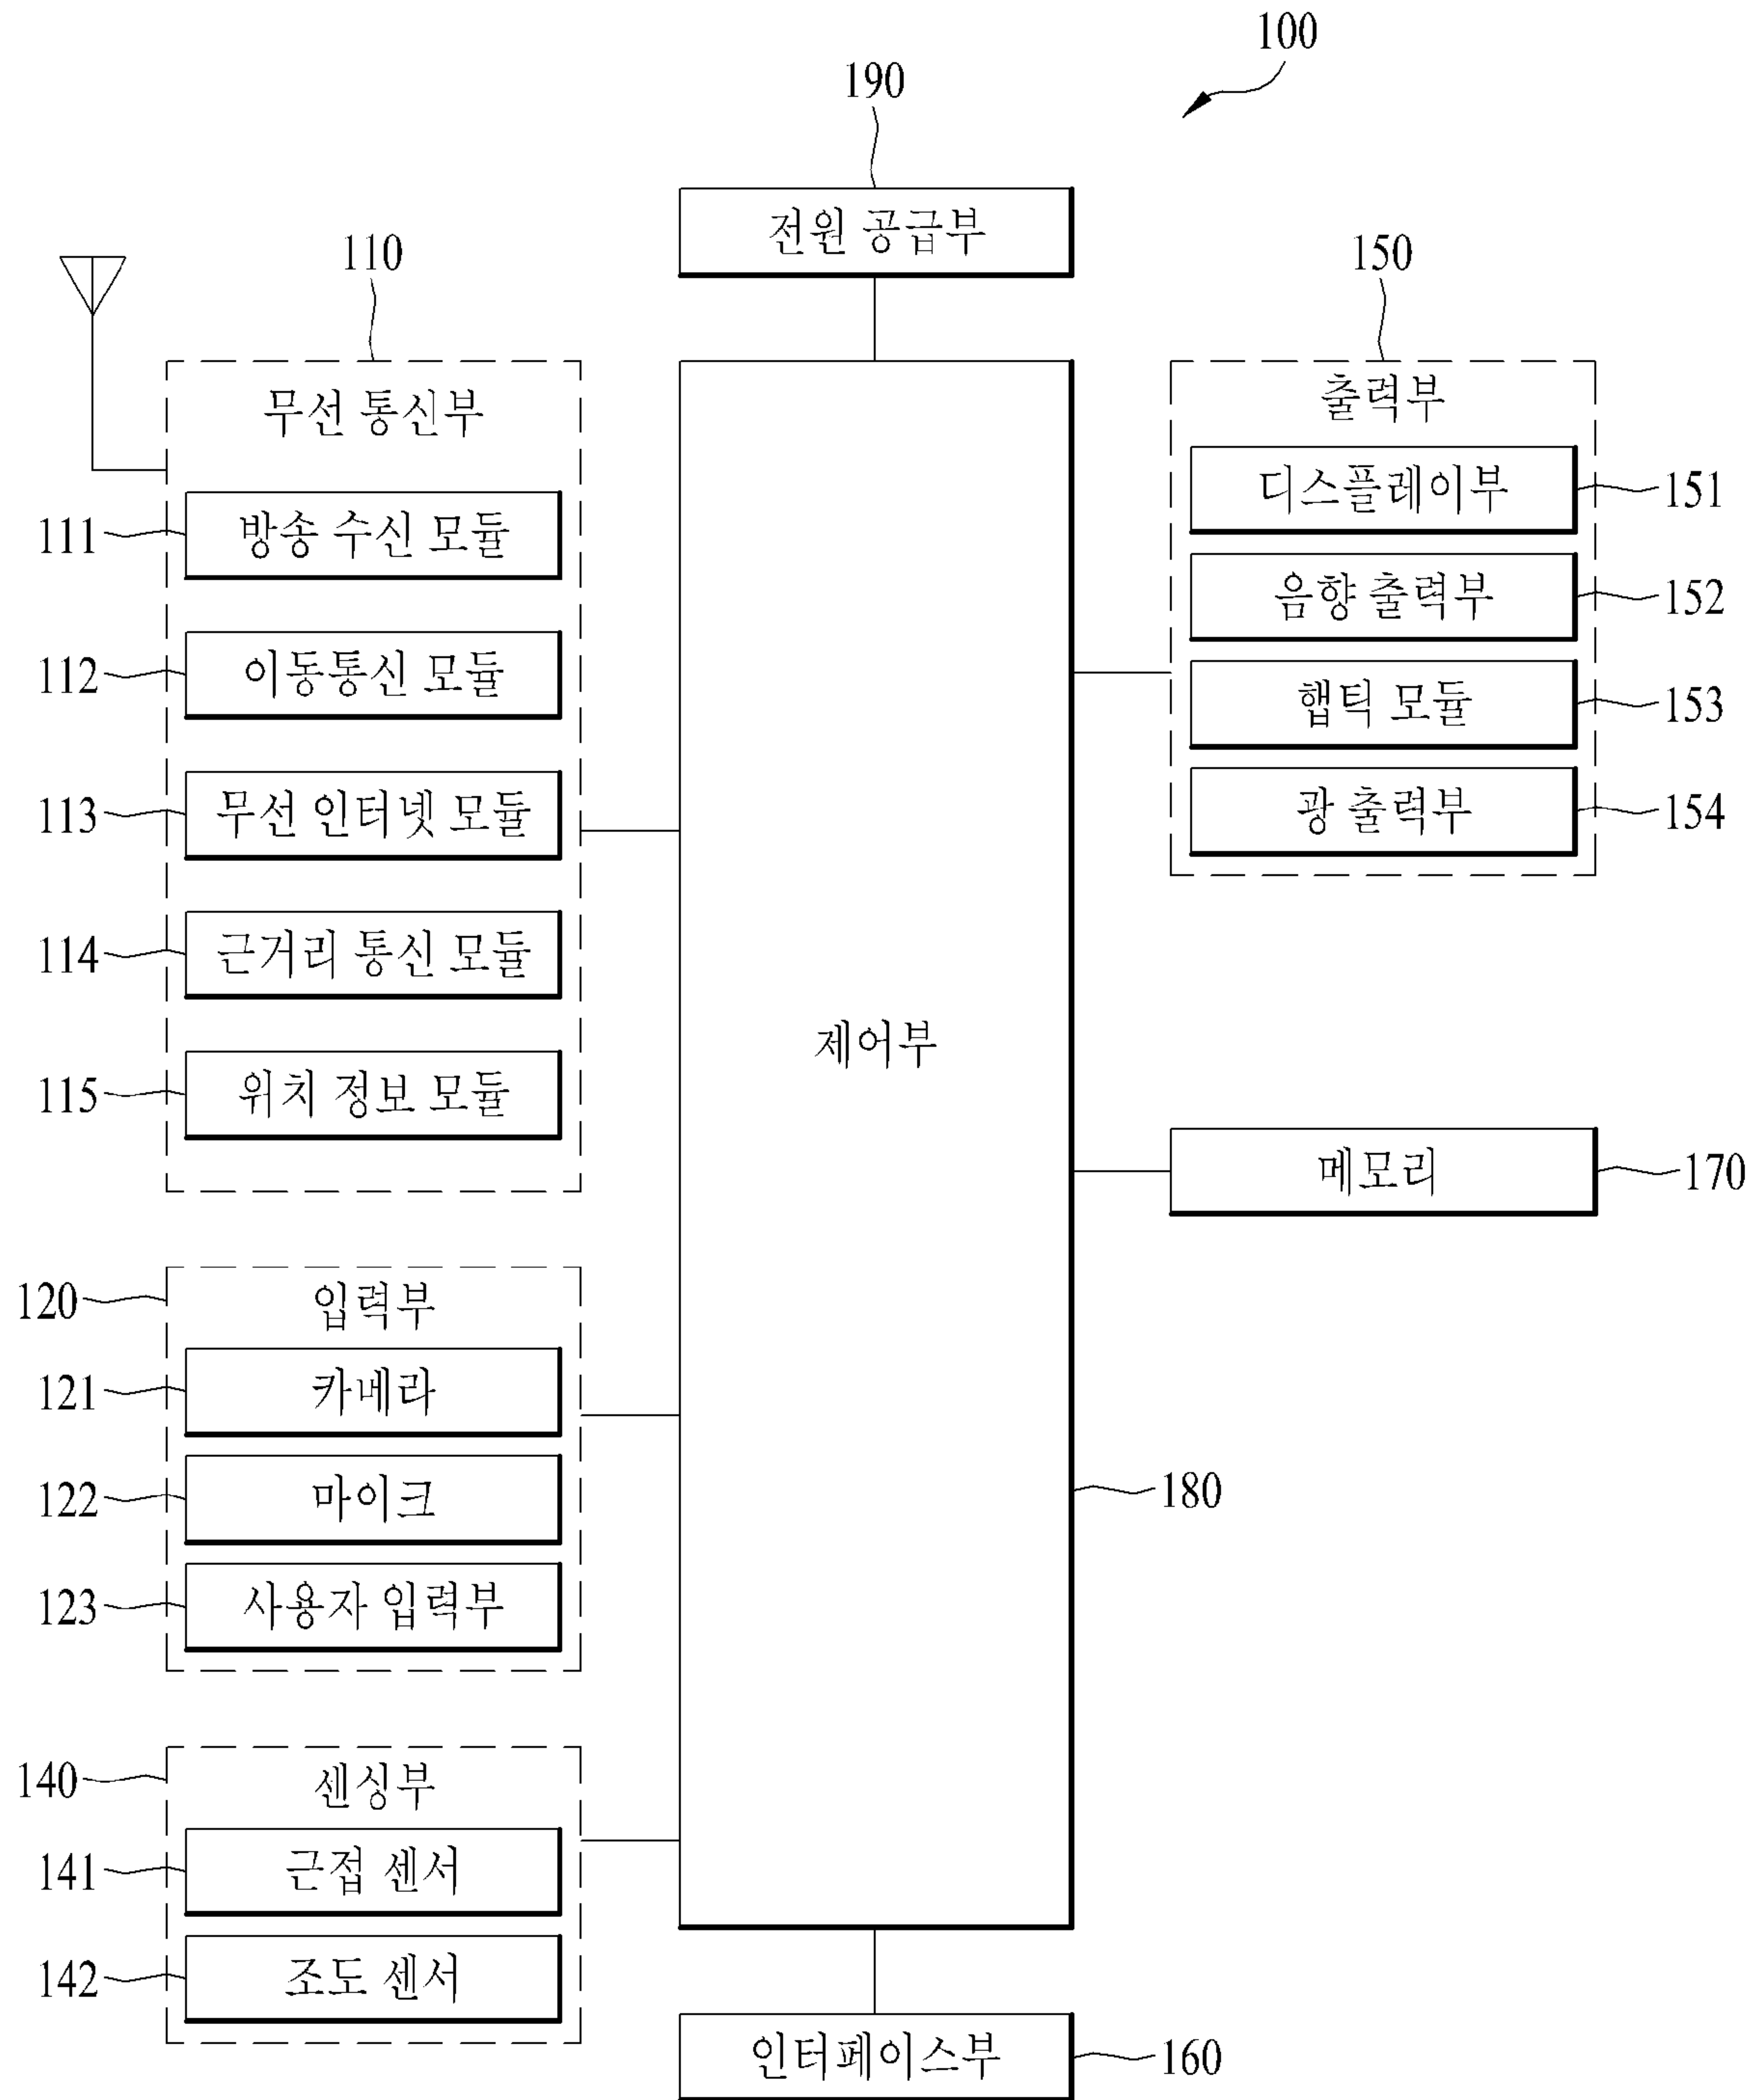 100
190
전원 공급부
110
무선 통신부
111
방송 수신 모듈
112
이동통신 모듈
113
무선 인터넷 모듈
114
근거리 통신 모듈
115
위치 정보 모듈
120
입력부
121
카메라
122
마이크
123
사용자 입력부
140
센싱부
141
근접 센서
142
조도 센서
제어부
180
150
출력부
디스플레이부
151
음향 출력부
152
햅틱 모듈
153
광 출력부
154
메모리
170
인터페이스부
160